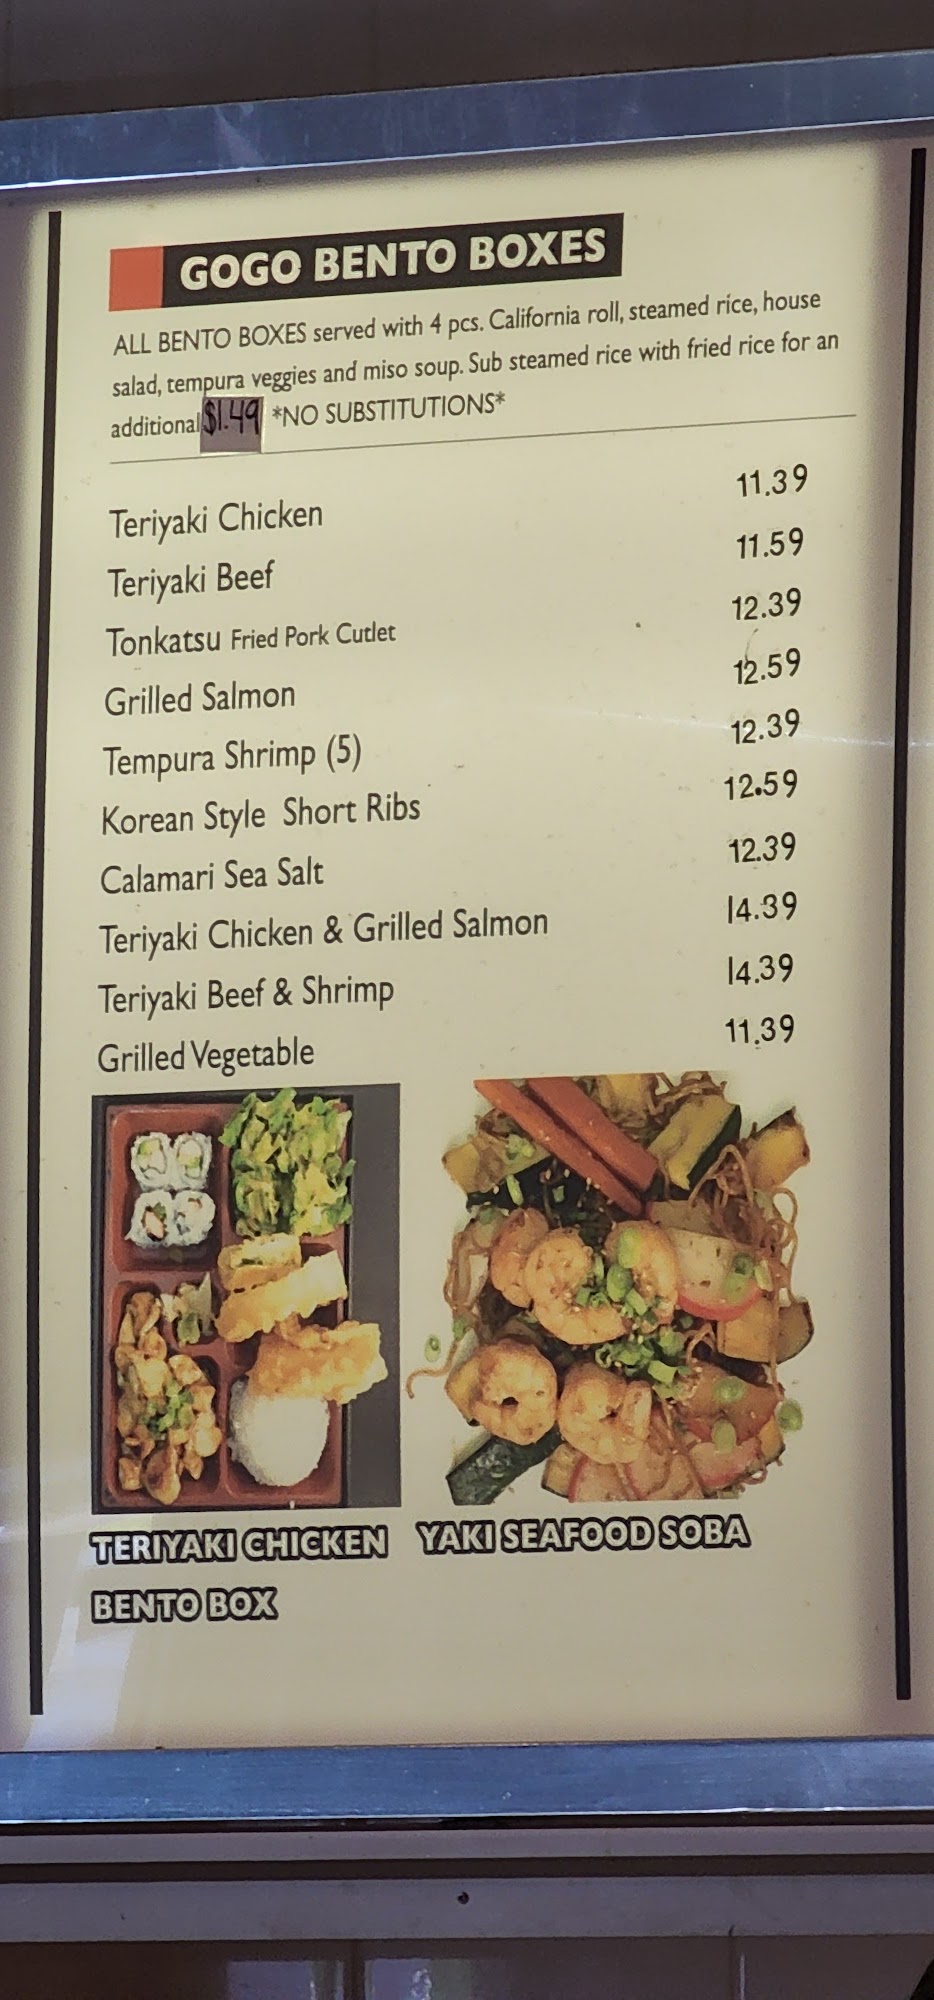 GOGO BENTO BOXES
ALL BENTO BOXES served with 4 pcs. California roll, steamed rice, house
salad, tempura veggies and miso soup. Sub steamed rice with fried rice for an
additional $1.49 *NO SUBSTITUTIONS*
Teriyaki Chicken 11.39
Teriyaki Beef 11.59
Tonkatsu Fried Pork Cutlet 12.39
Grilled Salmon 12.59
Tempura Shrimp (5) 12.39
Korean Style Short Ribs 12.59
Calamari Sea Salt 12.39
Teriyaki Chicken & Grilled Salmon 14.39
Teriyaki Beef & Shrimp 14.39
Grilled Vegetable 11.39
TERIYAKI CHICKEN
BENTO BOX
YAKI SEAFOOD SOBA